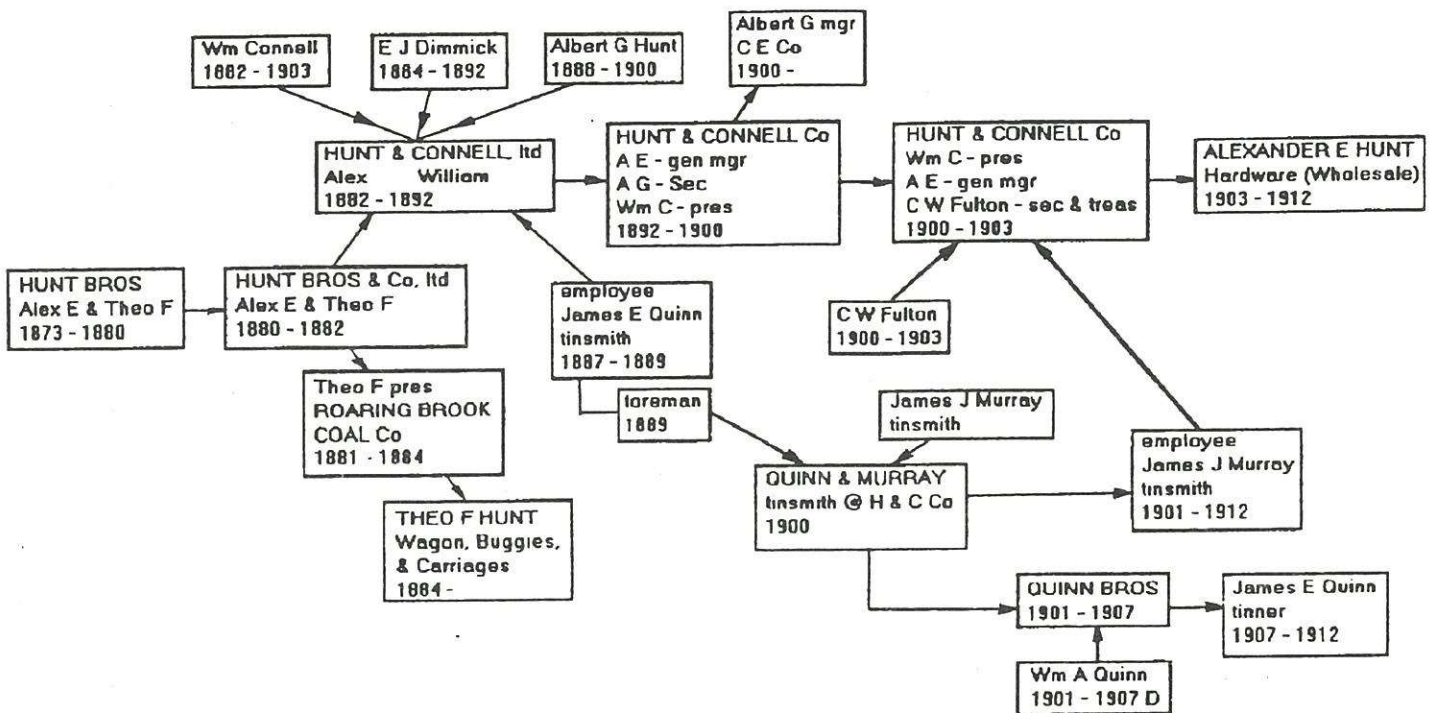 Wm Connell
1882 - 1903
E J Dimmick
1884 - 1892
Albert G Hunt
1888 - 1900
Albert G mgr
C E Co
1900 -
HUNT & CONNELL, ltd
Alex William
1882 - 1892
HUNT & CONNELL Co
A E - gen mgr
A G - Sec
Wm C - pres
1892 - 1900
HUNT & CONNELL Co
Wm C - pres
A E - gen mgr
C W Fulton - sec & treas
1900 - 1903
ALEXANDER E HUNT
Hardware (Wholesale)
1903 - 1912
HUNT BROS
Alex E & Theo F
1873 - 1880
HUNT BROS & Co, ltd
Alex E & Theo F
1880 - 1882
employee
James E Quinn
tinsmith
1887 - 1889
C W Fulton
1900 - 1903
Theo F pres
ROARING BROOK
COAL Co
1881 - 1884
foreman
1889
James J Murray
tinsmith
employee
James J Murray
tinsmith
1901 - 1912
QUINN & MURRAY
tinsmith @ H & C Co
1900
THEO F HUNT
Wagon, Buggies,
& Carriages
1884 -
QUINN BROS
1901 - 1907
James E Quinn
tinner
1907 - 1912
Wm A Quinn
1901 - 1907 D